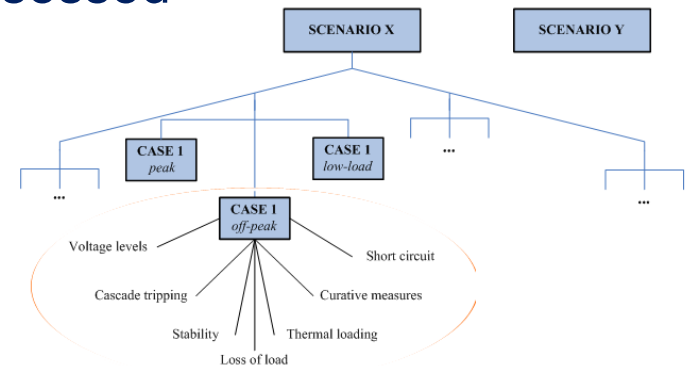 SCENARIO X
SCENARIO Y
CASE 1
peak
CASE 1
low-load
...
...
...
CASE 1
off-peak
Voltage levels
Short circuit
Cascade tripping
Curative measures
Stability
Thermal loading
Loss of load